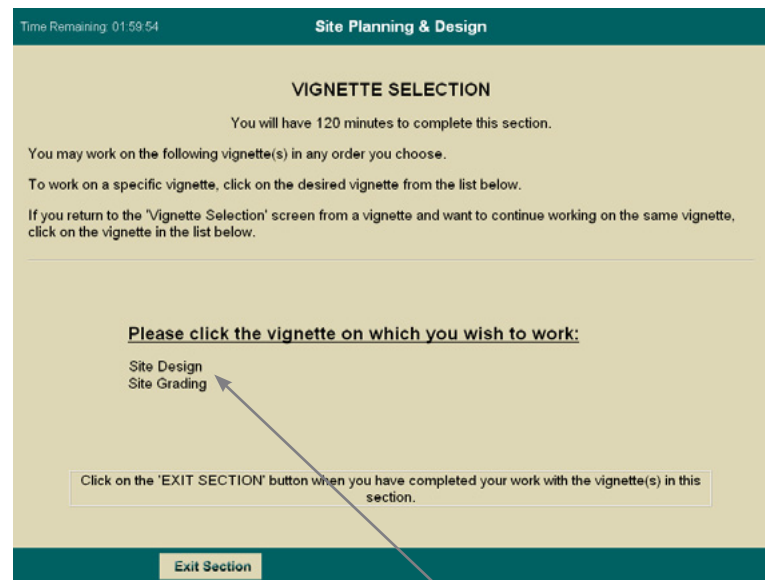 Time Remaining: 01:59:54
Site Planning & Design
VIGNETTE SELECTION
You will have 120 minutes to complete this section.
You may work on the following vignette(s) in any order you choose.
To work on a specific vignette, click on the desired vignette from the list below.
If you return to the 'Vignette Selection' screen from a vignette and want to continue working on the same vignette,
click on the vignette in the list below.
Please click the vignette on which you wish to work:
Site Design
Site Grading
Click on the 'EXIT SECTION' button when you have completed your work with the vignette(s) in this
section.
Exit Section